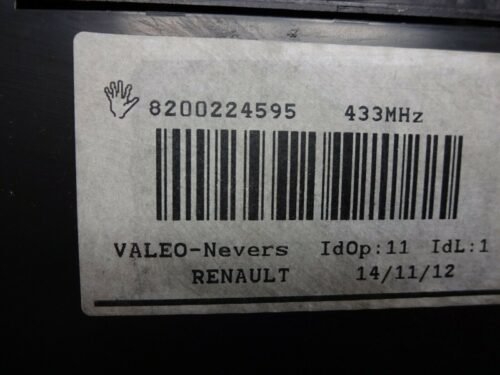 8200224595 433MHz
VALEO-Nevers IdOp:11 IdL:1
RENAULT 14/11/12